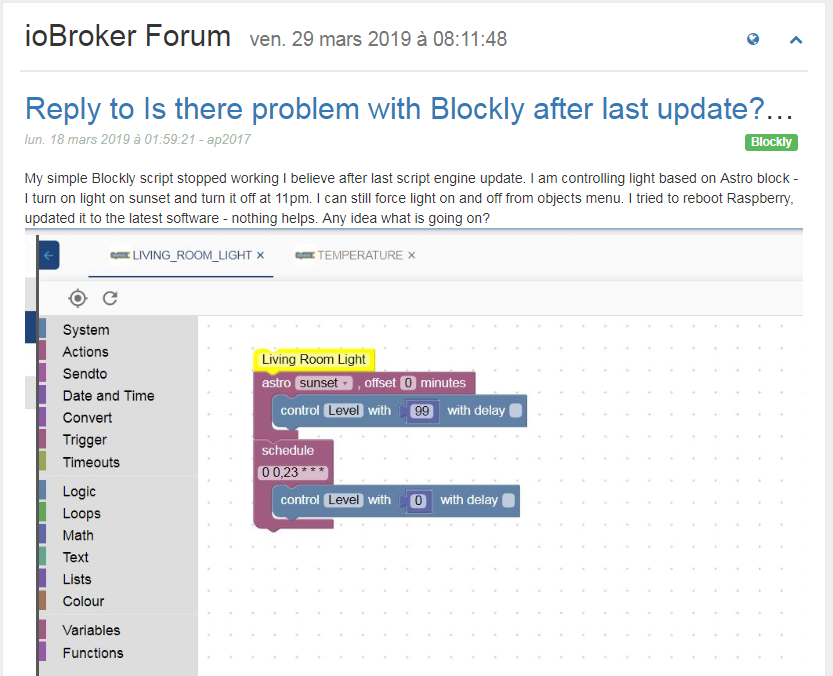 ioBroker Forum ven. 29 mars 2019 à 08:11:48
Reply to Is there problem with Blockly after last update?…
lun. 18 mars 2019 à 01:59:21 - ap2017
Blockly
My simple Blockly script stopped working I believe after last script engine update. I am controlling light based on Astro block -
I turn on light on sunset and turn it off at 11pm. I can still force light on and off from objects menu. I tried to reboot Raspberry,
updated it to the latest software - nothing helps. Any idea what is going on?
LIVING_ROOM_LIGHT × TEMPERATURE ×
System
Actions
Sendto
Date and Time
Convert
Trigger
Timeouts
Logic
Loops
Math
Text
Lists
Colour
Variables
Functions
Living Room Light
astro sunset , offset 0 minutes
control Level with 99 with delay
schedule
0 0,23 * * *
control Level with 0 with delay